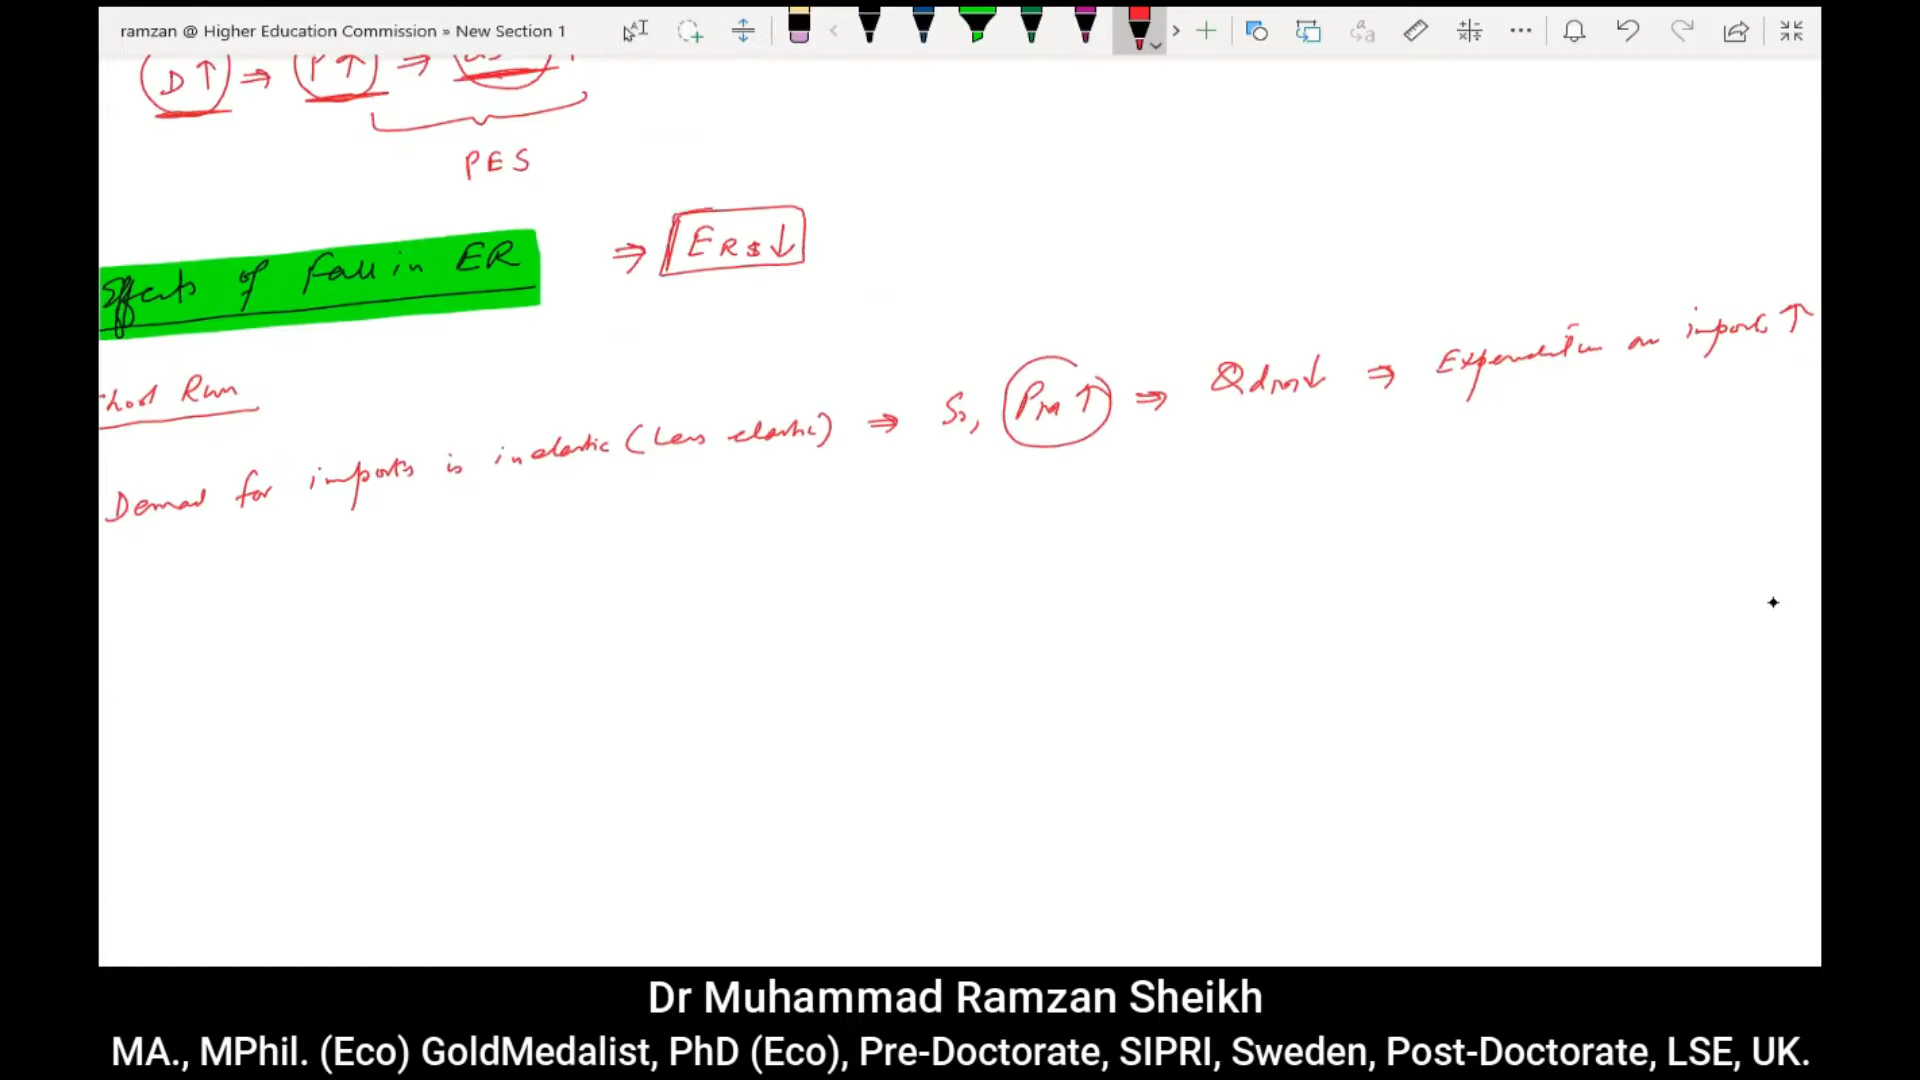 ramzan @ Higher Education Commission » New Section 1
D↑ ⇒ P↑ ⇒
PES
Effects of Fall in ER ⇒ ER$↓
Short Run
Demad for imports is inelastic (Less elastic) ⇒ So, Pm↑ ⇒ Qdm↓ ⇒ Expenditure on imports ↑
Dr Muhammad Ramzan Sheikh
MA., MPhil. (Eco) GoldMedalist, PhD (Eco), Pre-Doctorate, SIPRI, Sweden, Post-Doctorate, LSE, UK.